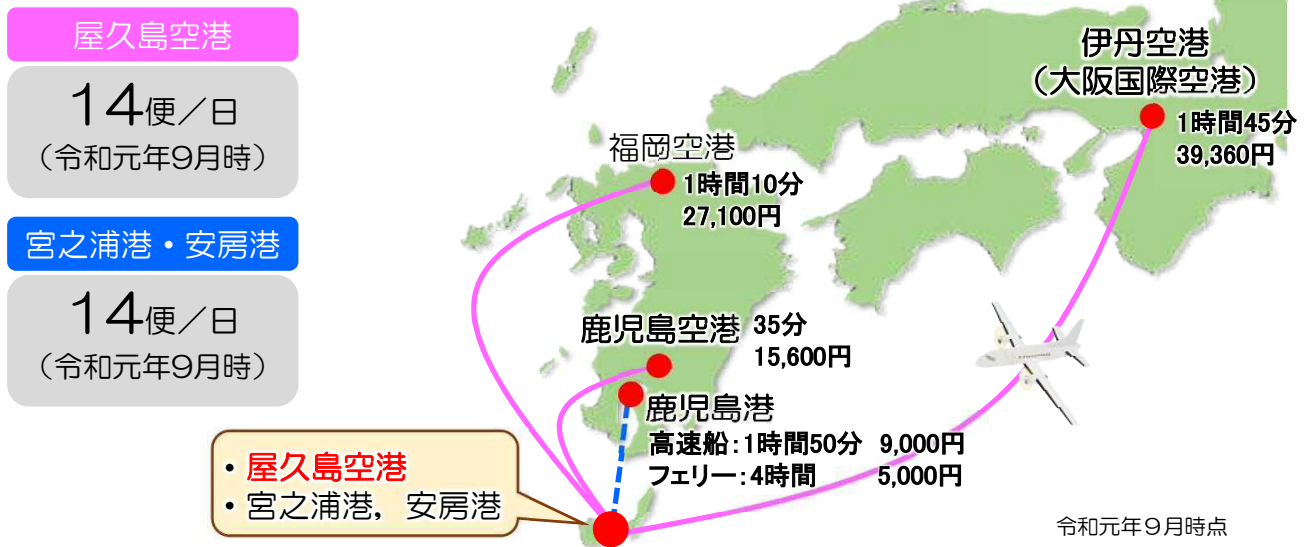 屋久島空港
14便／日
（令和元年9月時）
宮之浦港・安房港
14便／日
（令和元年9月時）
伊丹空港
（大阪国際空港）
1時間45分
39,360円
福岡空港
1時間10分
27,100円
鹿児島空港 35分
15,600円
鹿児島港
高速船：1時間50分 9,000円
フェリー：4時間 5,000円
・屋久島空港
・宮之浦港，安房港
令和元年９月時点